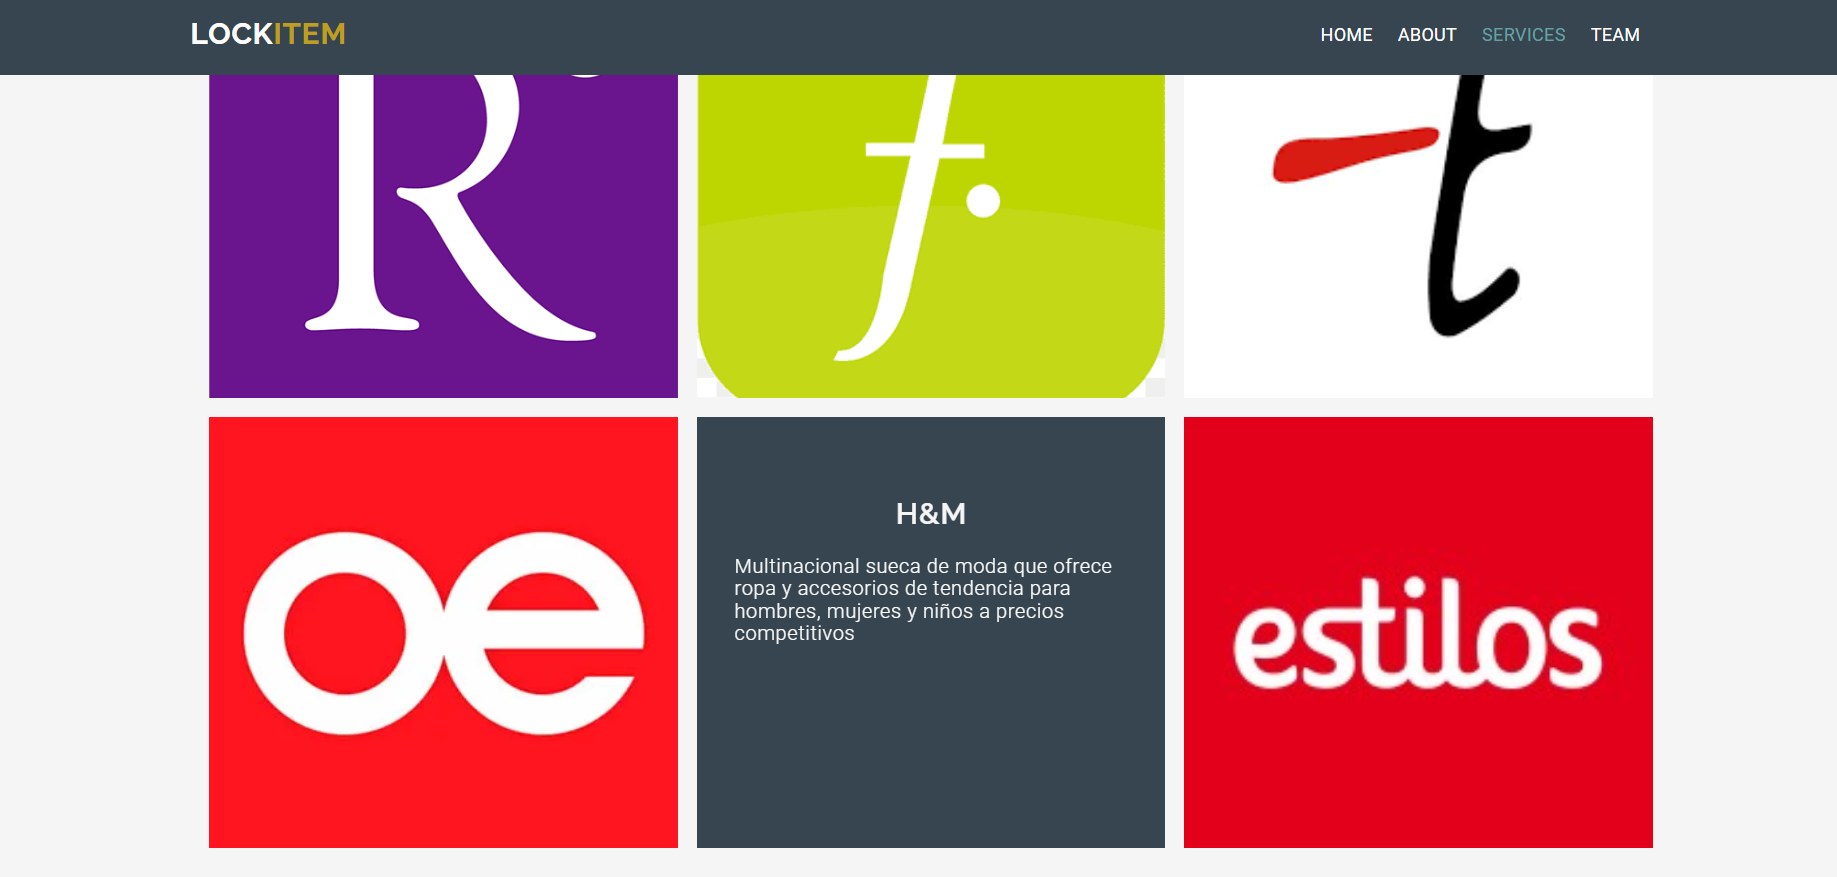 LOCKITEM
HOME ABOUT SERVICES TEAM
R
f.
t
oe
H&M
Multinacional sueca de moda que ofrece
ropa y accesorios de tendencia para
hombres, mujeres y niños a precios
competitivos
estilos